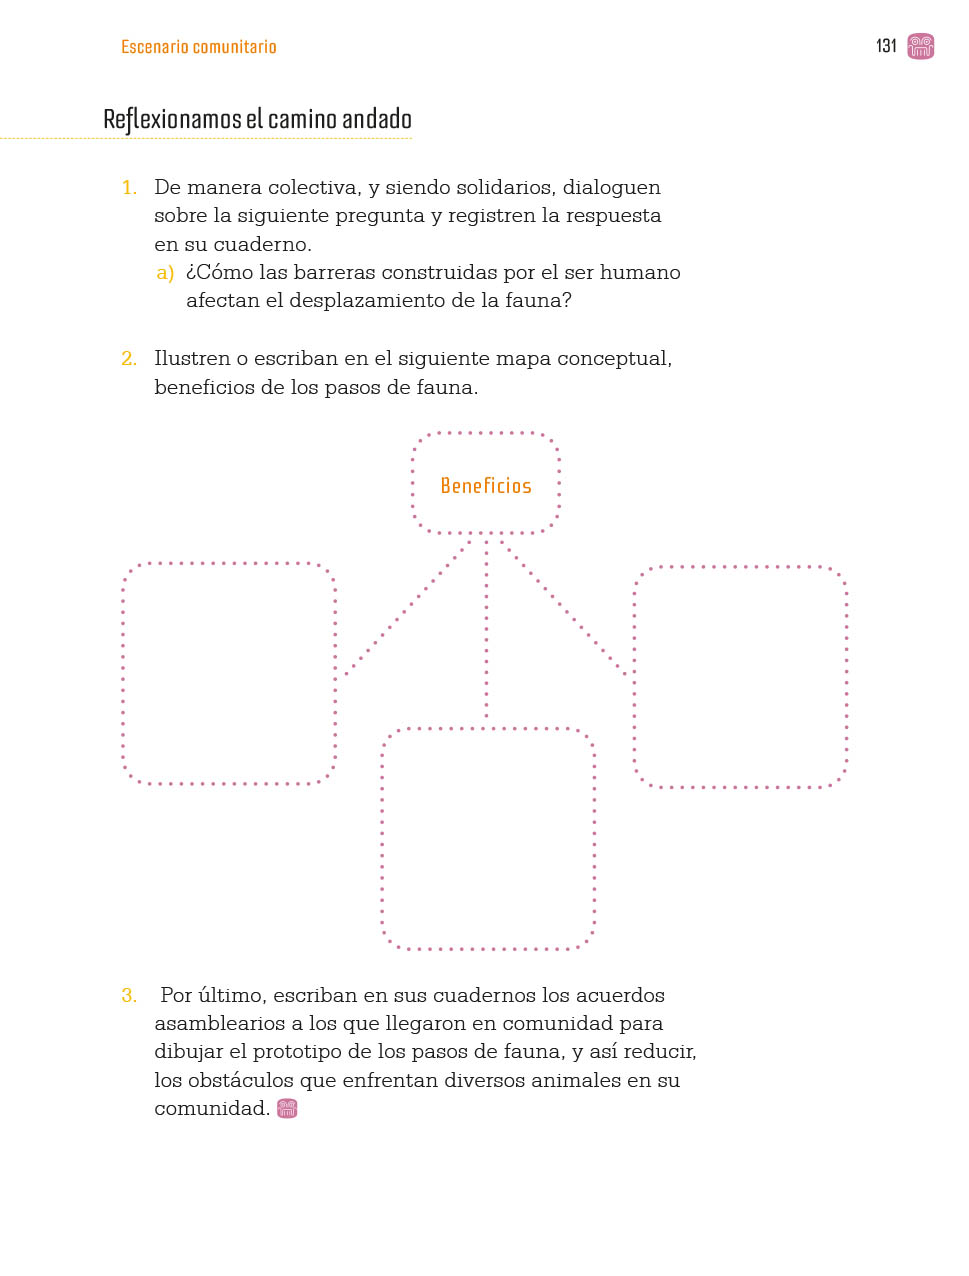 Escenario comunitario
131
Reflexionamos el camino andado
1. De manera colectiva, y siendo solidarios, dialoguen
sobre la siguiente pregunta y registren la respuesta
en su cuaderno.
a) ¿Cómo las barreras construidas por el ser humano
afectan el desplazamiento de la fauna?
2. Ilustren o escriban en el siguiente mapa conceptual,
beneficios de los pasos de fauna.
Beneficios
3. Por último, escriban en sus cuadernos los acuerdos
asamblearios a los que llegaron en comunidad para
dibujar el prototipo de los pasos de fauna, y así reducir,
los obstáculos que enfrentan diversos animales en su
comunidad.